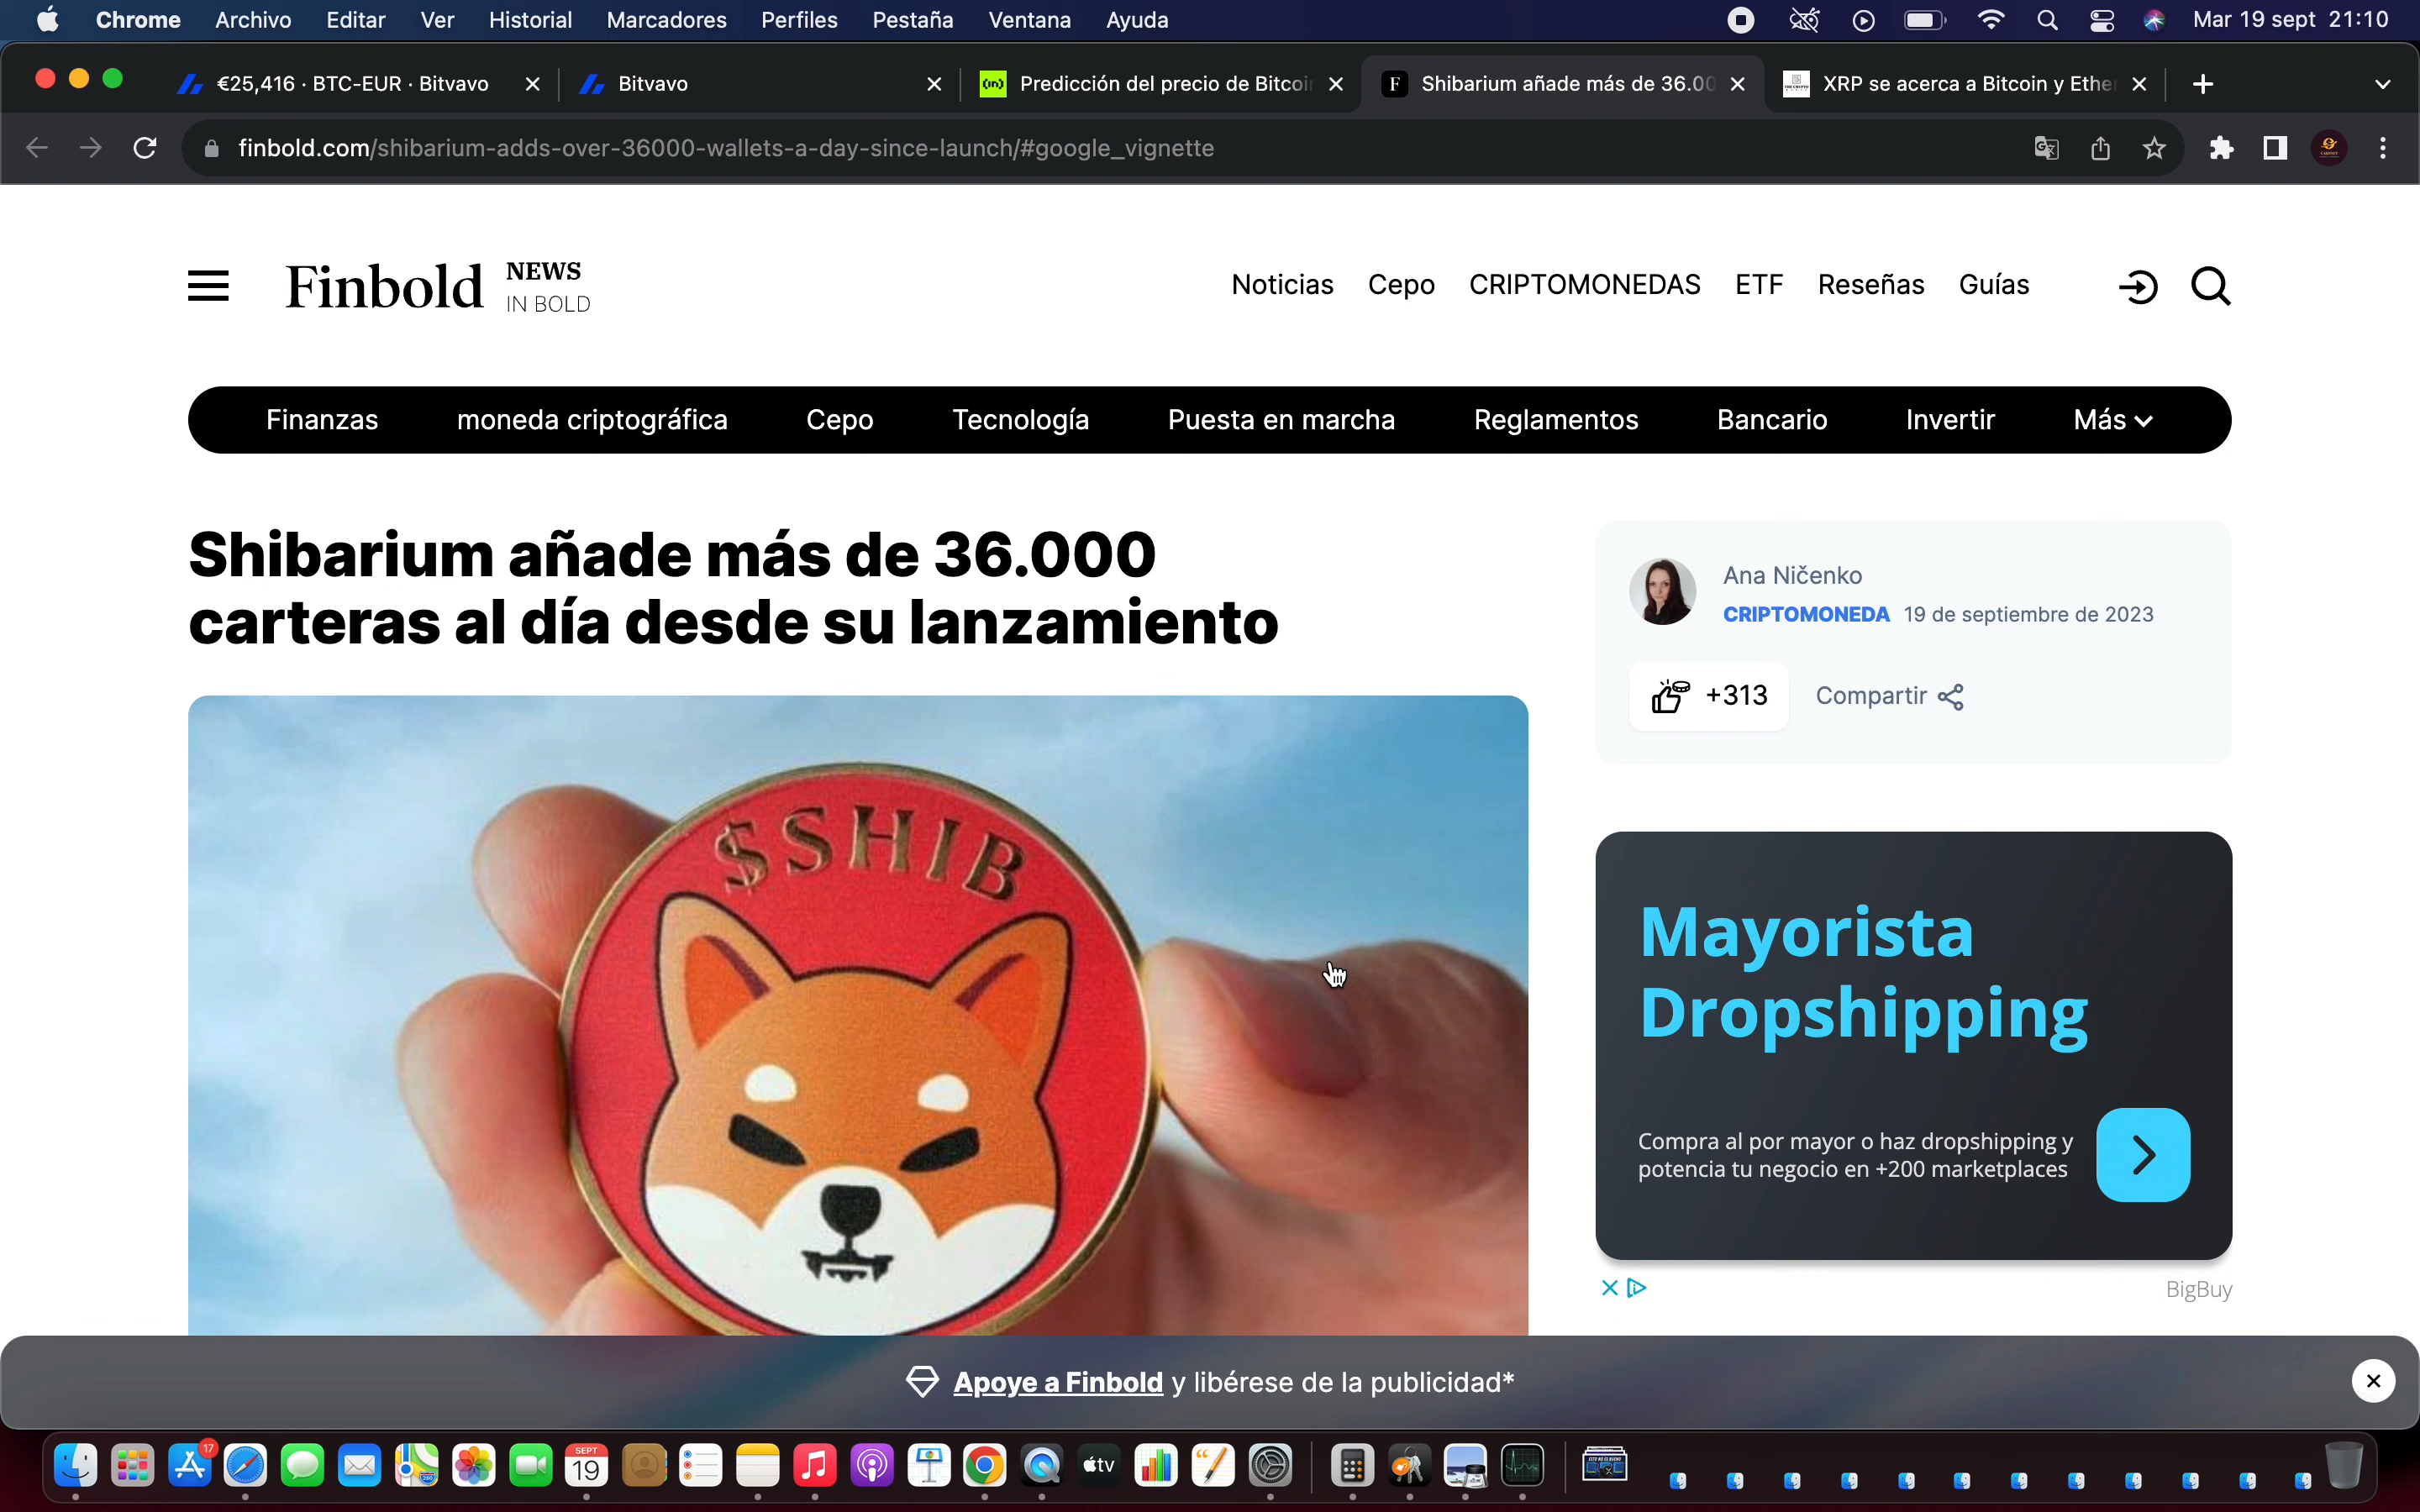 Chrome Archivo Editar Ver Historial Marcadores Perfiles Pestaña Ventana Ayuda Mar 19 sept 21:10
€25,416 · BTC-EUR · Bitvavo
Bitvavo
Predicción del precio de Bitcoi
Shibarium añade más de 36.00
XRP se acerca a Bitcoin y Ethe
finbold.com/shibarium-adds-over-36000-wallets-a-day-since-launch/#google_vignette
Finbold NEWS
IN BOLD
Noticias Cepo CRIPTOMONEDAS ETF Reseñas Guías
Finanzas moneda criptográfica Cepo Tecnología Puesta en marcha Reglamentos Bancario Invertir Más
Shibarium añade más de 36.000
carteras al día desde su lanzamiento
Ana Ničenko
CRIPTOMONEDA 19 de septiembre de 2023
+313 Compartir
$SHIB
Mayorista
Dropshipping
Compra al por mayor o haz dropshipping y
potencia tu negocio en +200 marketplaces
BigBuy
Apoye a Finbold y libérese de la publicidad*
17
SEPT
19
tv